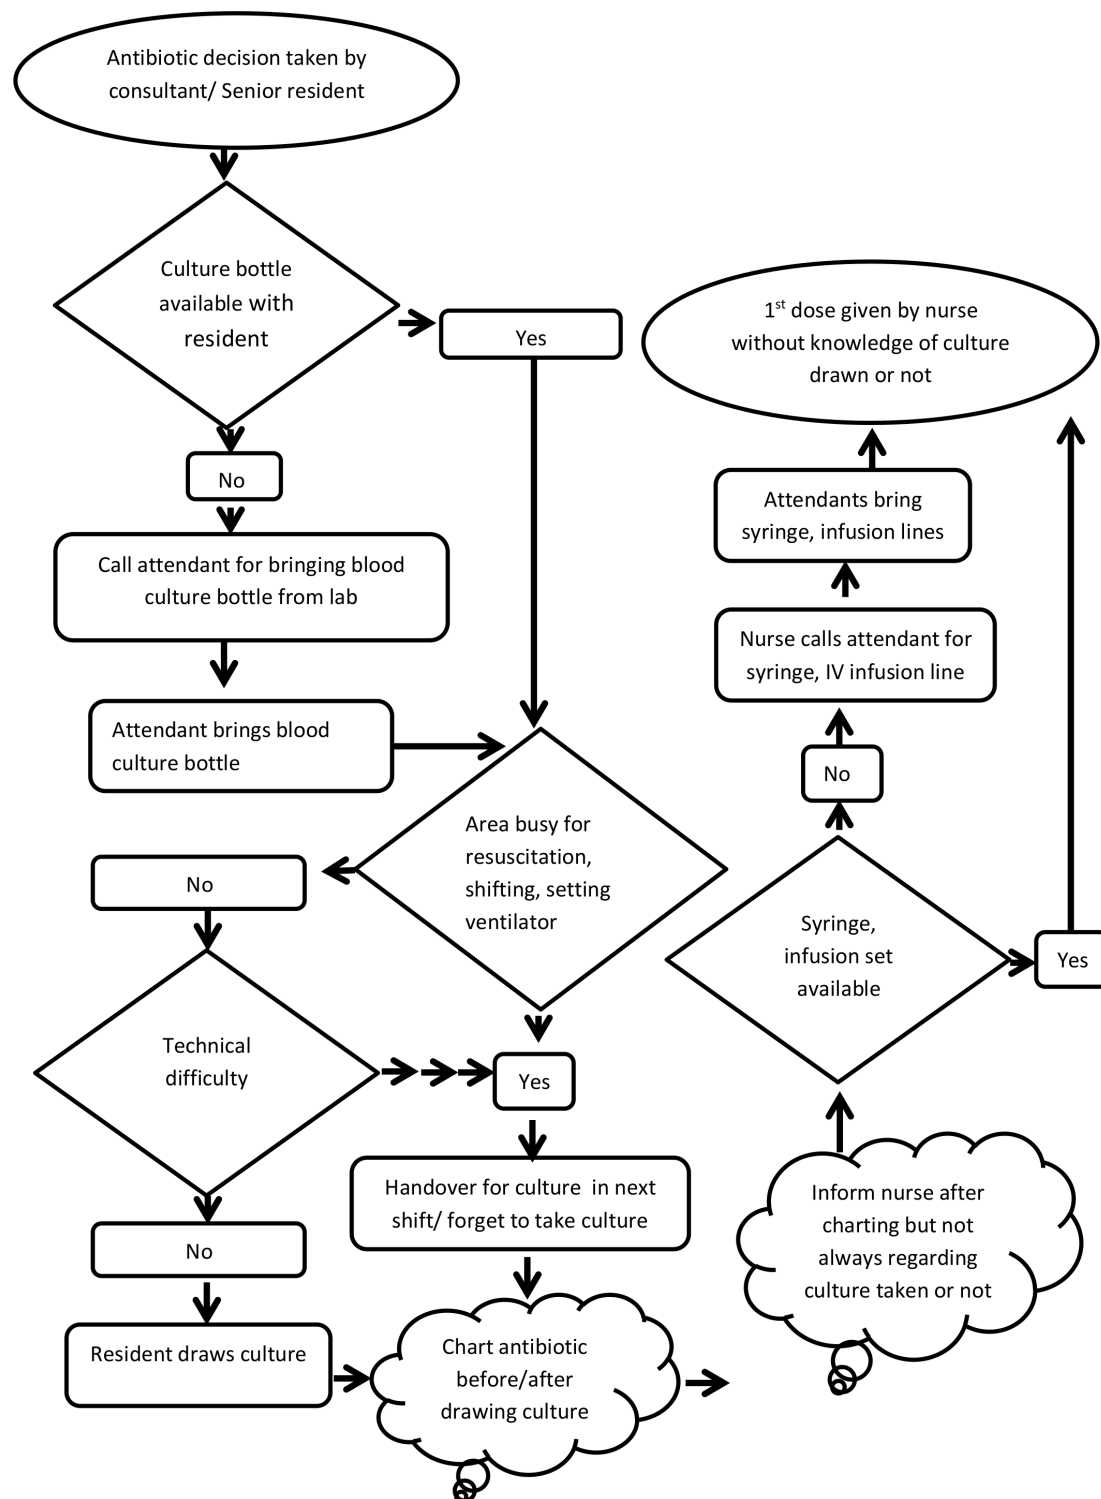 Antibiotic decision taken by
consultant/ Senior resident
Culture bottle
available with
resident
Yes
No
Call attendant for bringing blood
culture bottle from lab
Attendant brings blood
culture bottle
Area busy for
resuscitation,
shifting, setting
ventilator
No
Technical
difficulty
Yes
Handover for culture in next
shift/ forget to take culture
No
Resident draws culture
Chart antibiotic
before/after
drawing culture
Inform nurse after
charting but not
always regarding
culture taken or not
Syringe,
infusion set
available
Yes
No
Nurse calls attendant for
syringe, IV infusion line
Attendants bring
syringe, infusion lines
1st dose given by nurse
without knowledge of culture
drawn or not